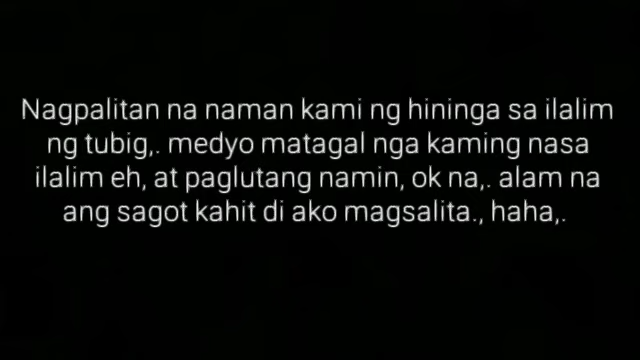 Nagpalitan na naman kami ng hininga sa ilalim
ng tubig,. medyo matagal nga kaming nasa
ilalim eh, at paglutang namin, ok na,. alam na
ang sagot kahit di ako magsalita., haha,.